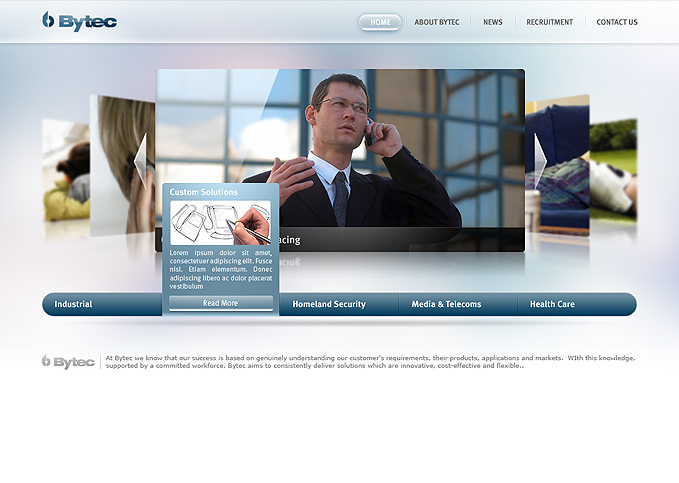 Bytec
HOME
ABOUT BYTEC
NEWS
RECRUITMENT
CONTACT US
Custom Solutions
Lorem ipsum dolor sit amet,
consectetuer adipiscing elit. Fusce
nisl. Etiam elementum. Donec
adipiscing libero ac dolor placerat
vestibulum
Read More
Industrial
Homeland Security
Media & Telecoms
Health Care
Bytec
At Bytec we know that our success is based on genuinely understanding our customer's requirements, their products, applications and markets. WIth this knowledge,
supported by a committed workforce, Bytec aims to consistently deliver solutions which are innovative, cost-effective and flexible..